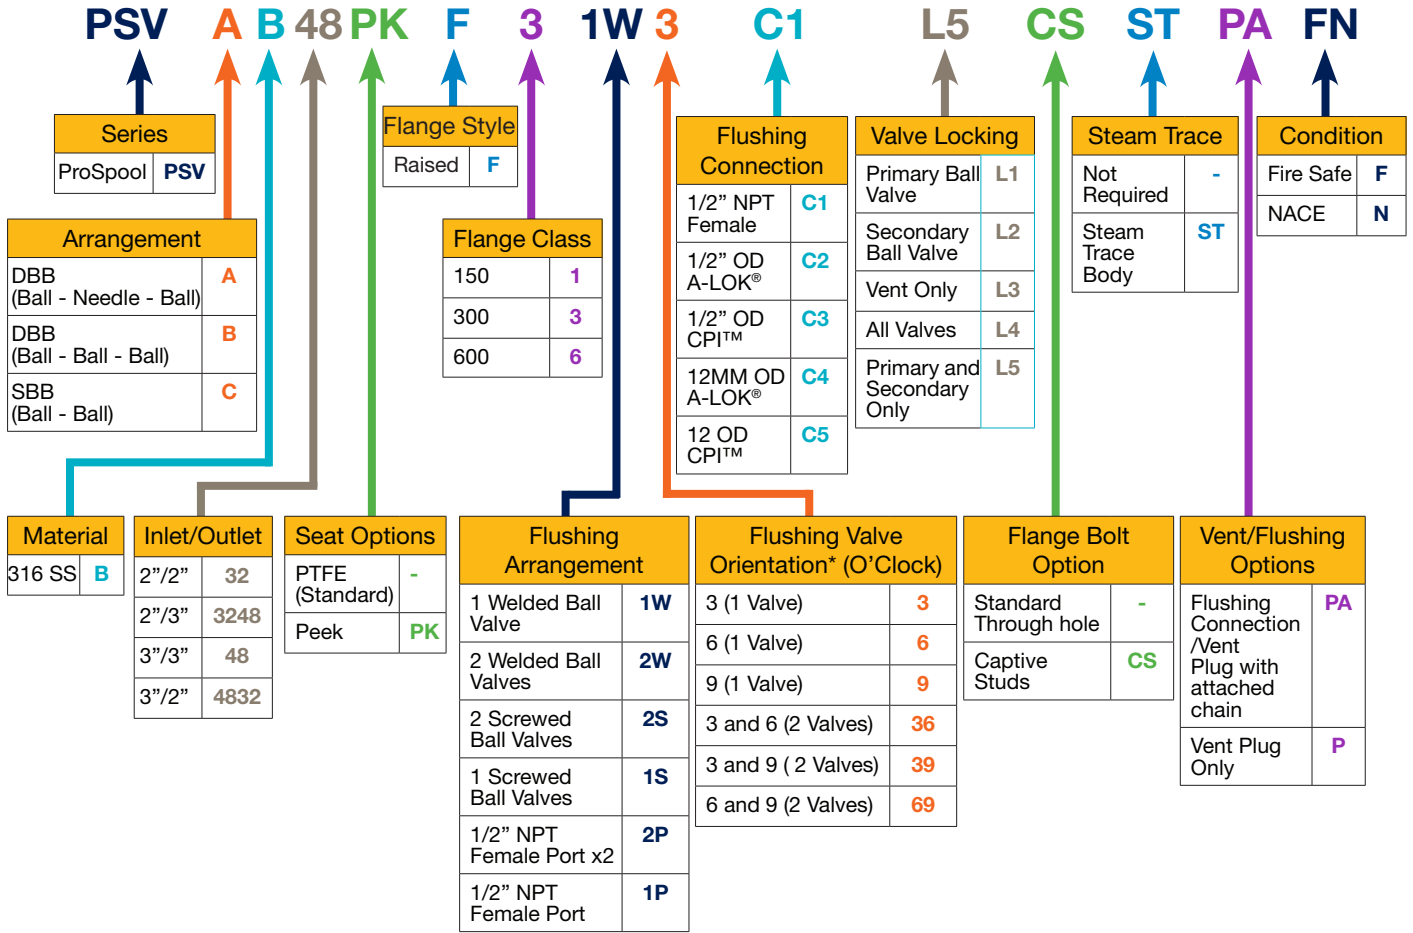 PSV A B 48 PK F 3 1W 3 C1 L5 CS ST PA FN
Series
ProSpool PSV
Flange Style
Raised F
Flushing
Connection
1/2” NPT C1
Female
1/2” OD C2
A-LOK®
1/2” OD C3
CPI™
12MM OD C4
A-LOK®
12 OD C5
CPI™
Valve Locking
Primary Ball L1
Valve
Secondary L2
Ball Valve
Vent Only L3
All Valves L4
Primary and L5
Secondary
Only
Steam Trace
Not -
Required
Steam ST
Trace
Body
Condition
Fire Safe F
NACE N
Arrangement
DBB A
(Ball - Needle - Ball)
DBB B
(Ball - Ball - Ball)
SBB C
(Ball - Ball)
Flange Class
150 1
300 3
600 6
Material
316 SS B
Inlet/Outlet
2”/2” 32
2”/3” 3248
3”/3” 48
3”/2” 4832
Seat Options
PTFE -
(Standard)
Peek PK
Flushing
Arrangement
1 Welded Ball 1W
Valve
2 Welded Ball 2W
Valves
2 Screwed 2S
Ball Valves
1 Screwed 1S
Ball Valves
1/2” NPT 2P
Female Port x2
1/2” NPT 1P
Female Port
Flushing Valve
Orientation* (O’Clock)
3 (1 Valve) 3
6 (1 Valve) 6
9 (1 Valve) 9
3 and 6 (2 Valves) 36
3 and 9 ( 2 Valves) 39
6 and 9 (2 Valves) 69
Flange Bolt
Option
Standard -
Through hole
Captive CS
Studs
Vent/Flushing
Options
Flushing PA
Connection
/Vent
Plug with
attached
chain
Vent Plug P
Only